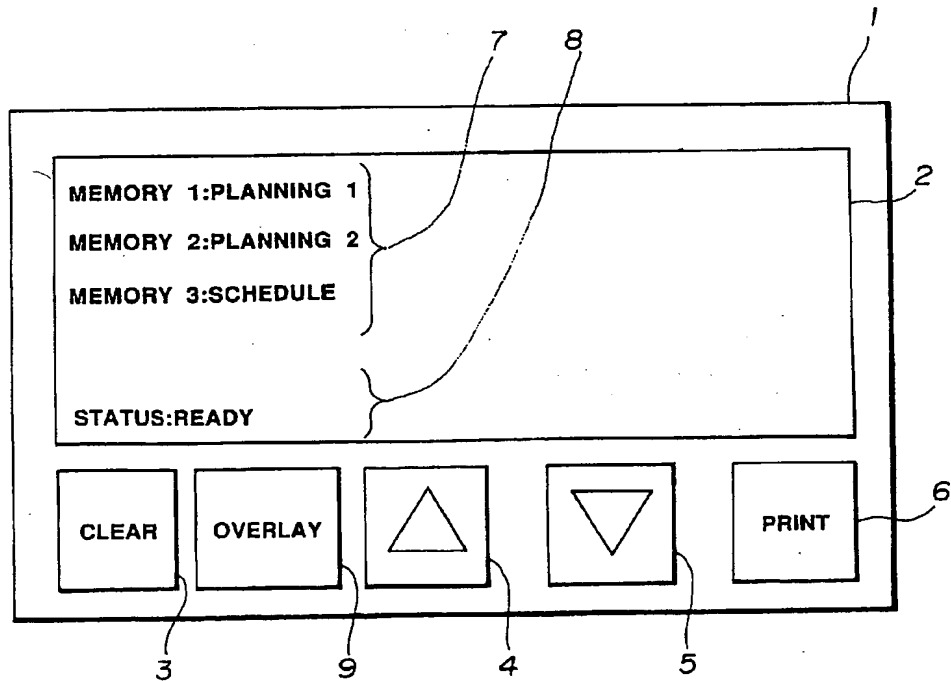 7 8 1
MEMORY 1:PLANNING 1
2
MEMORY 2:PLANNING 2
MEMORY 3:SCHEDULE
STATUS:READY
CLEAR OVERLAY PRINT
6
3 9 4 5